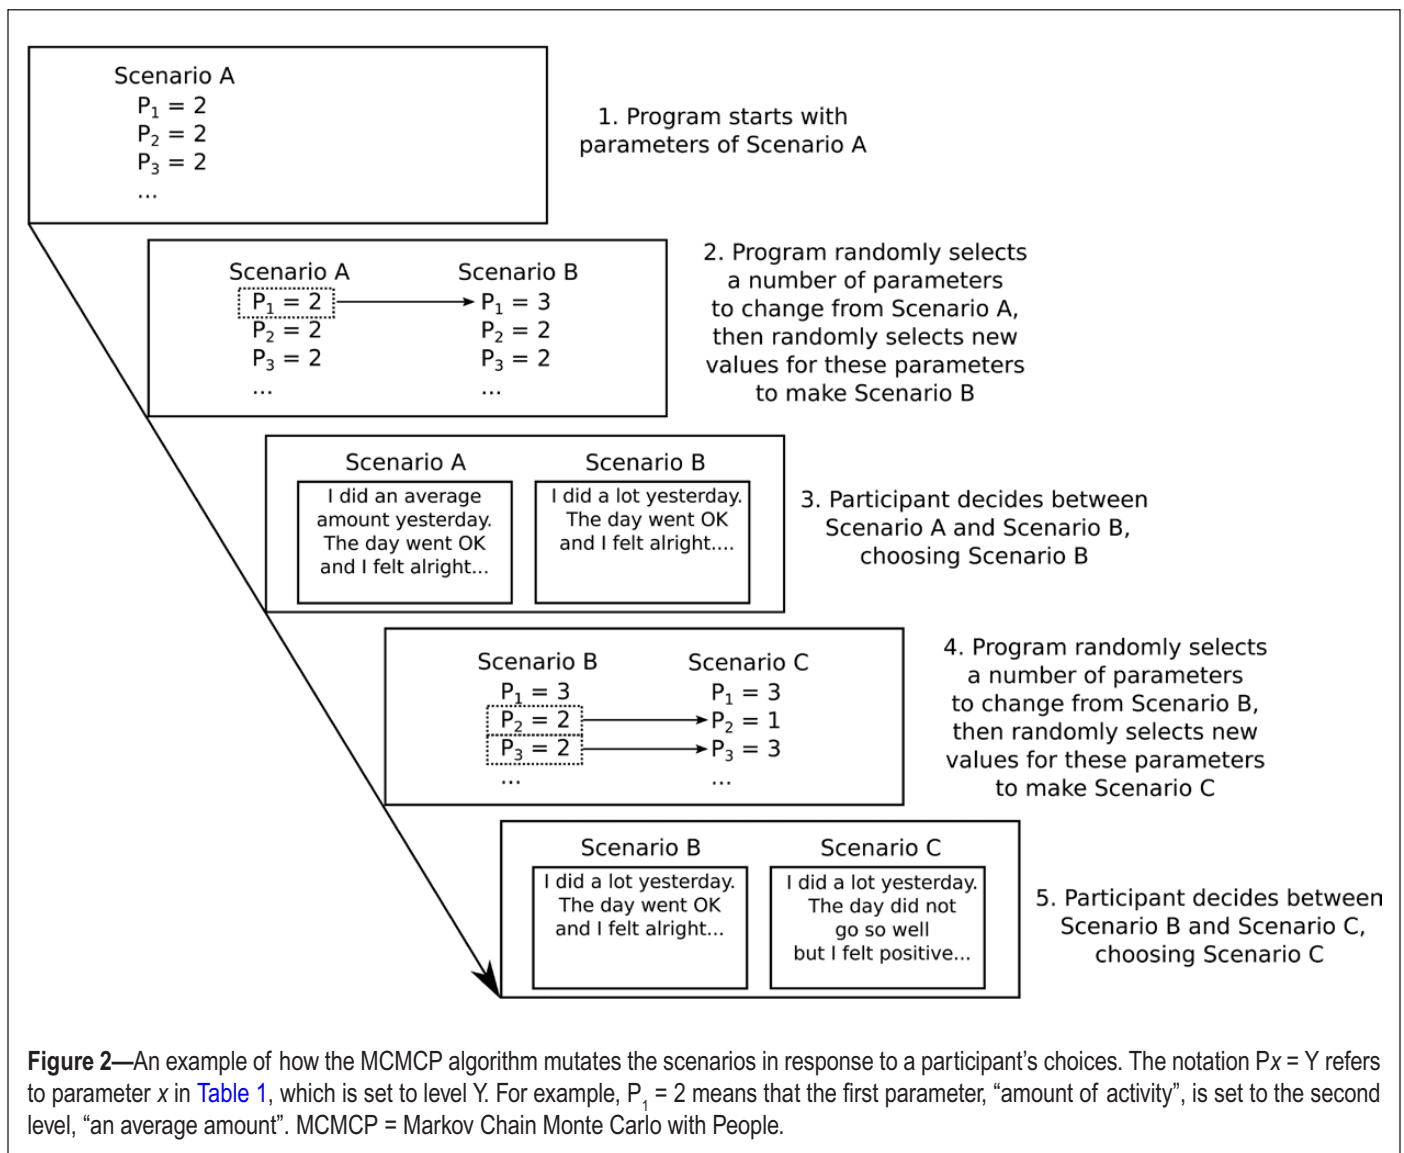 Scenario A
P1 = 2
P2 = 2
P3 = 2
...
1. Program starts with
parameters of Scenario A
Scenario A
P1 = 2
P2 = 2
P3 = 2
...
Scenario B
P1 = 3
P2 = 2
P3 = 2
...
2. Program randomly selects
a number of parameters
to change from Scenario A,
then randomly selects new
values for these parameters
to make Scenario B
Scenario A
I did an average
amount yesterday.
The day went OK
and I felt alright...
Scenario B
I did a lot yesterday.
The day went OK
and I felt alright....
3. Participant decides between
Scenario A and Scenario B,
choosing Scenario B
Scenario B
P1 = 3
P2 = 2
P3 = 2
...
Scenario C
P1 = 3
P2 = 1
P3 = 3
...
4. Program randomly selects
a number of parameters
to change from Scenario B,
then randomly selects new
values for these parameters
to make Scenario C
Scenario B
I did a lot yesterday.
The day went OK
and I felt alright...
Scenario C
I did a lot yesterday.
The day did not
go so well
but I felt positive...
5. Participant decides between
Scenario B and Scenario C,
choosing Scenario C
Figure 2—An example of how the MCMCP algorithm mutates the scenarios in response to a participant's choices. The notation Px = Y refers
to parameter x in Table 1, which is set to level Y. For example, P1 = 2 means that the first parameter, “amount of activity”, is set to the second
level, “an average amount”. MCMCP = Markov Chain Monte Carlo with People.